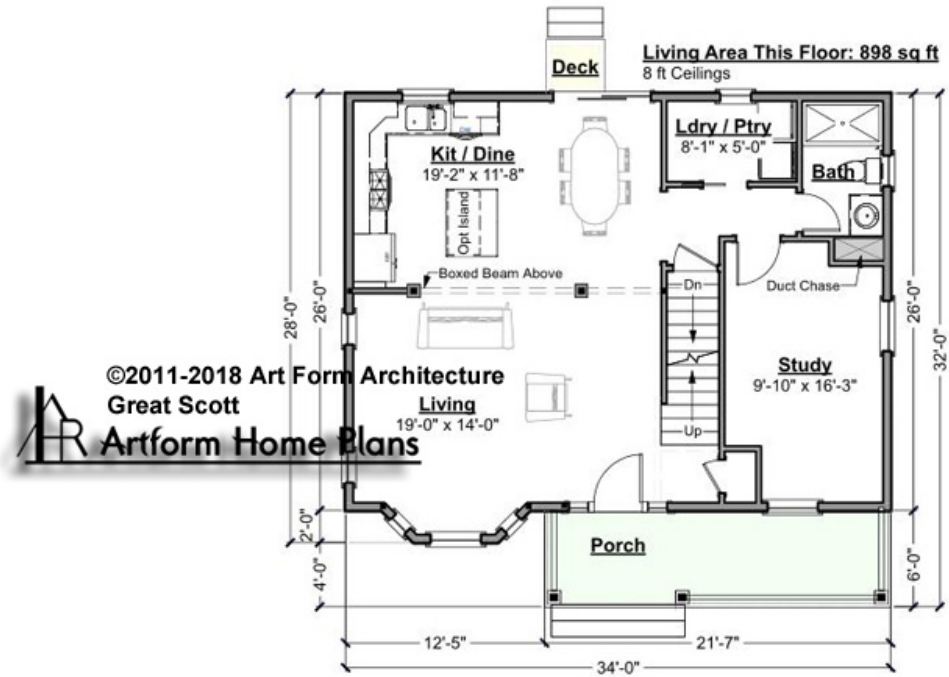 Living Area This Floor: 898 sq ft
8 ft Ceilings
Deck
Ldry / Ptry
8'-1" x 5'-0"
Kit / Dine
19'-2" x 11'-8"
Bath
Opt Island
Boxed Beam Above
Dn
Duct Chase
28'-0"
26'-0"
26'-0"
32'-0"
Study
9'-10" x 16'-3"
©2011-2018 Art Form Architecture
Great Scott
Living
19'-0" x 14'-0"
Artform Home Plans
Up
2'-0"
4'-0"
Porch
6'-0"
12'-5"
21'-7"
34'-0"